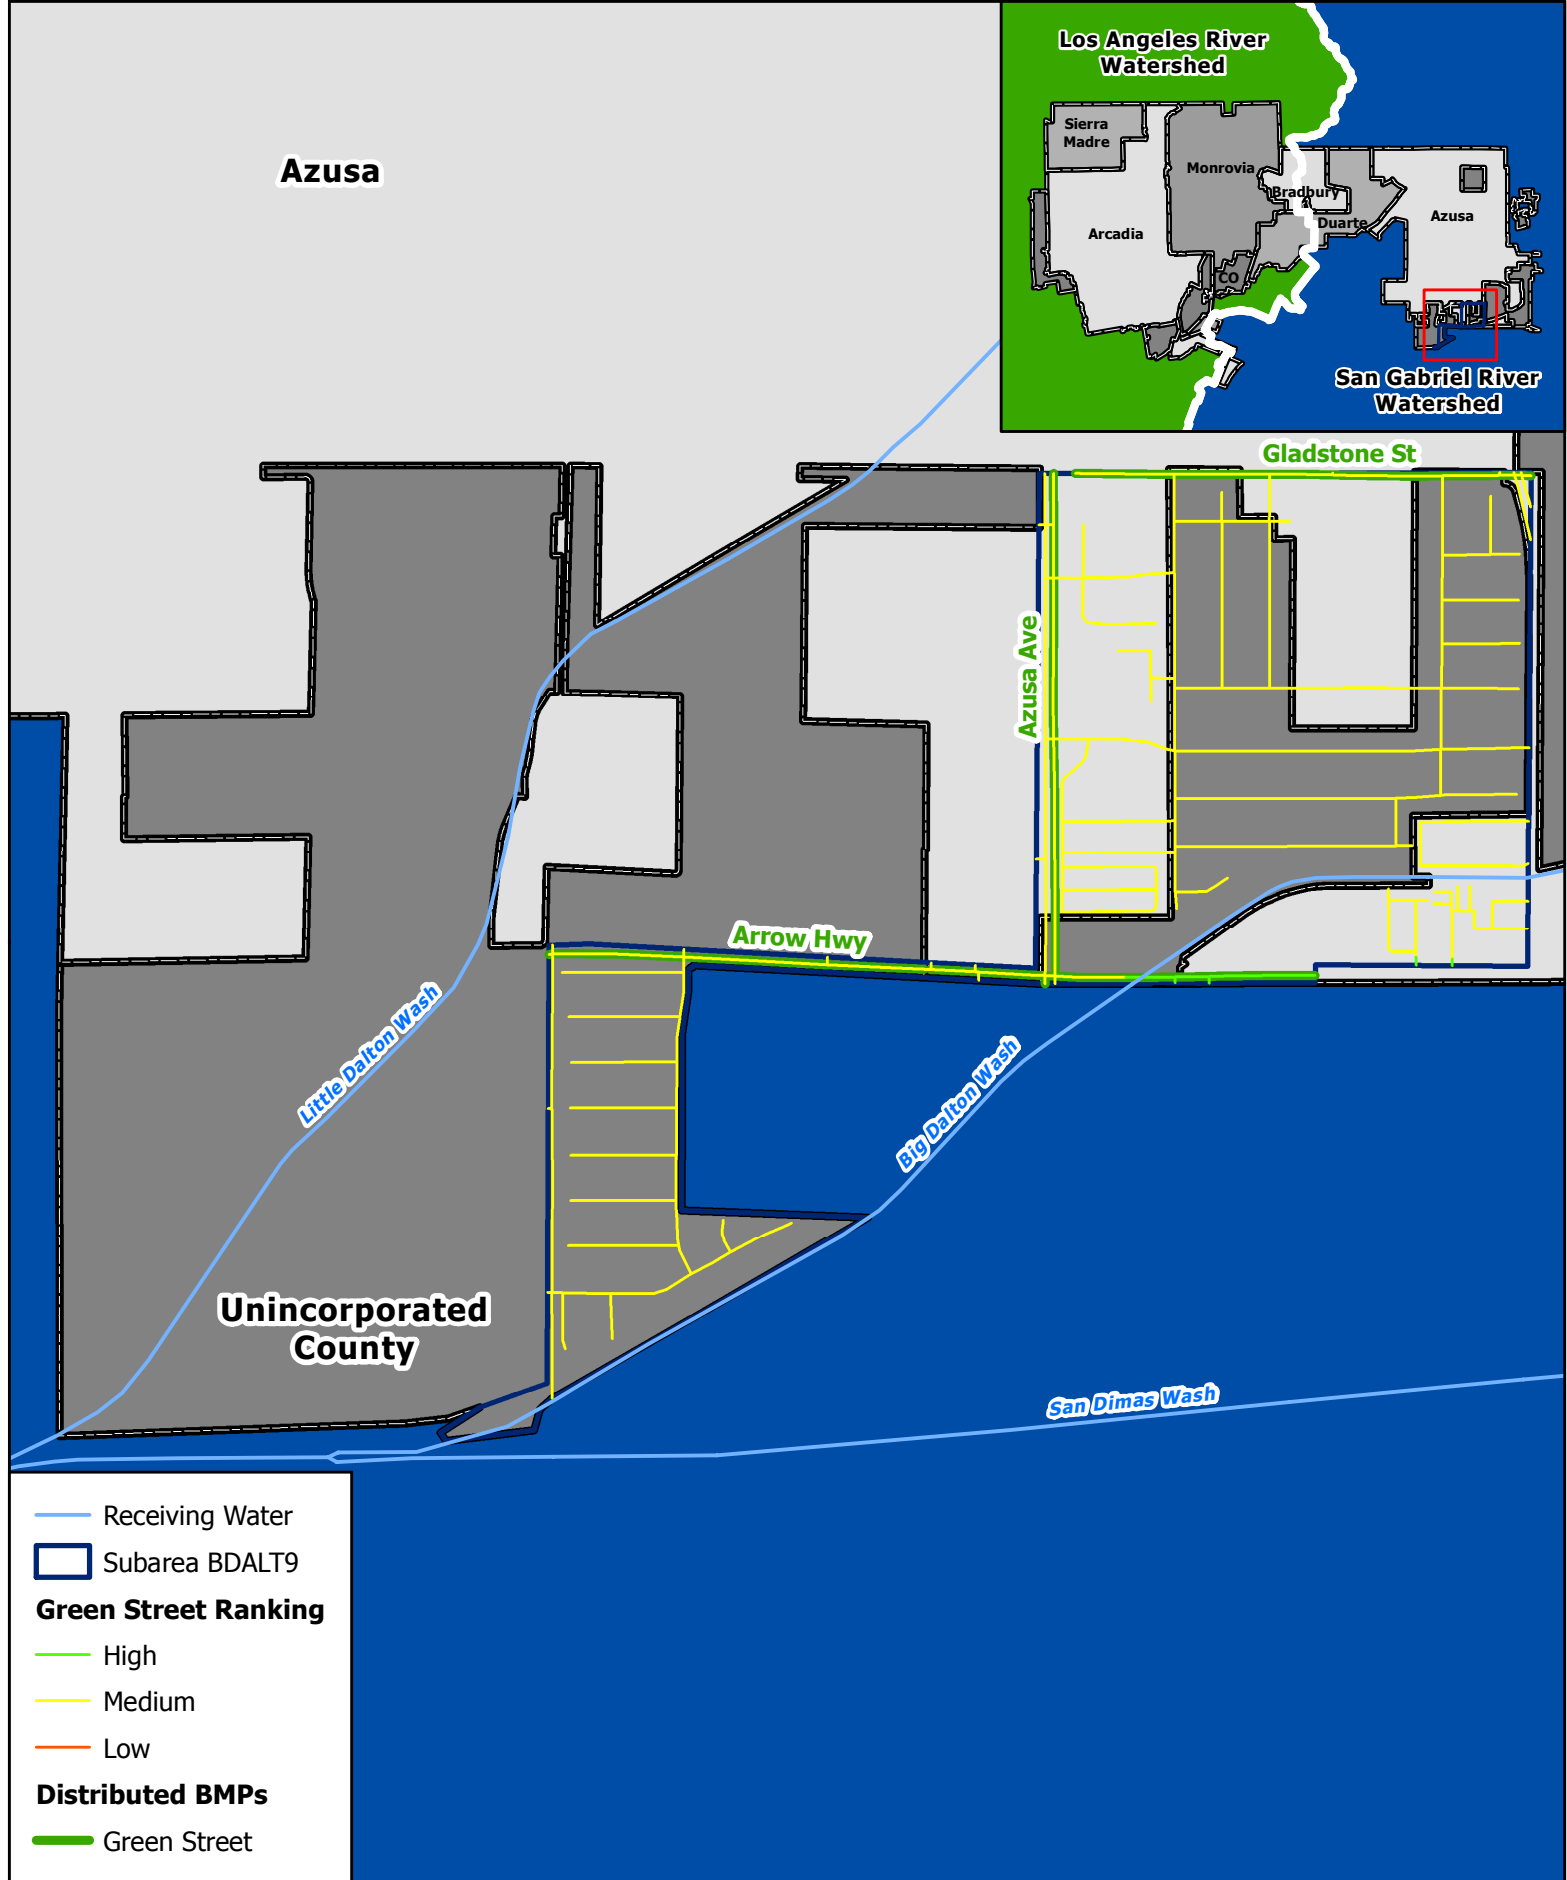 Los Angeles River
Watershed
Sierra
Madre
Monrovia
Bradbury
Duarte
Azusa
Arcadia
CO
San Gabriel River
Watershed
Azusa
Gladstone St
Azusa Ave
Arrow Hwy
Little Dalton Wash
Big Dalton Wash
Unincorporated
County
San Dimas Wash
Receiving Water
Subarea BDALT9
Green Street Ranking
High
Medium
Low
Distributed BMPs
Green Street